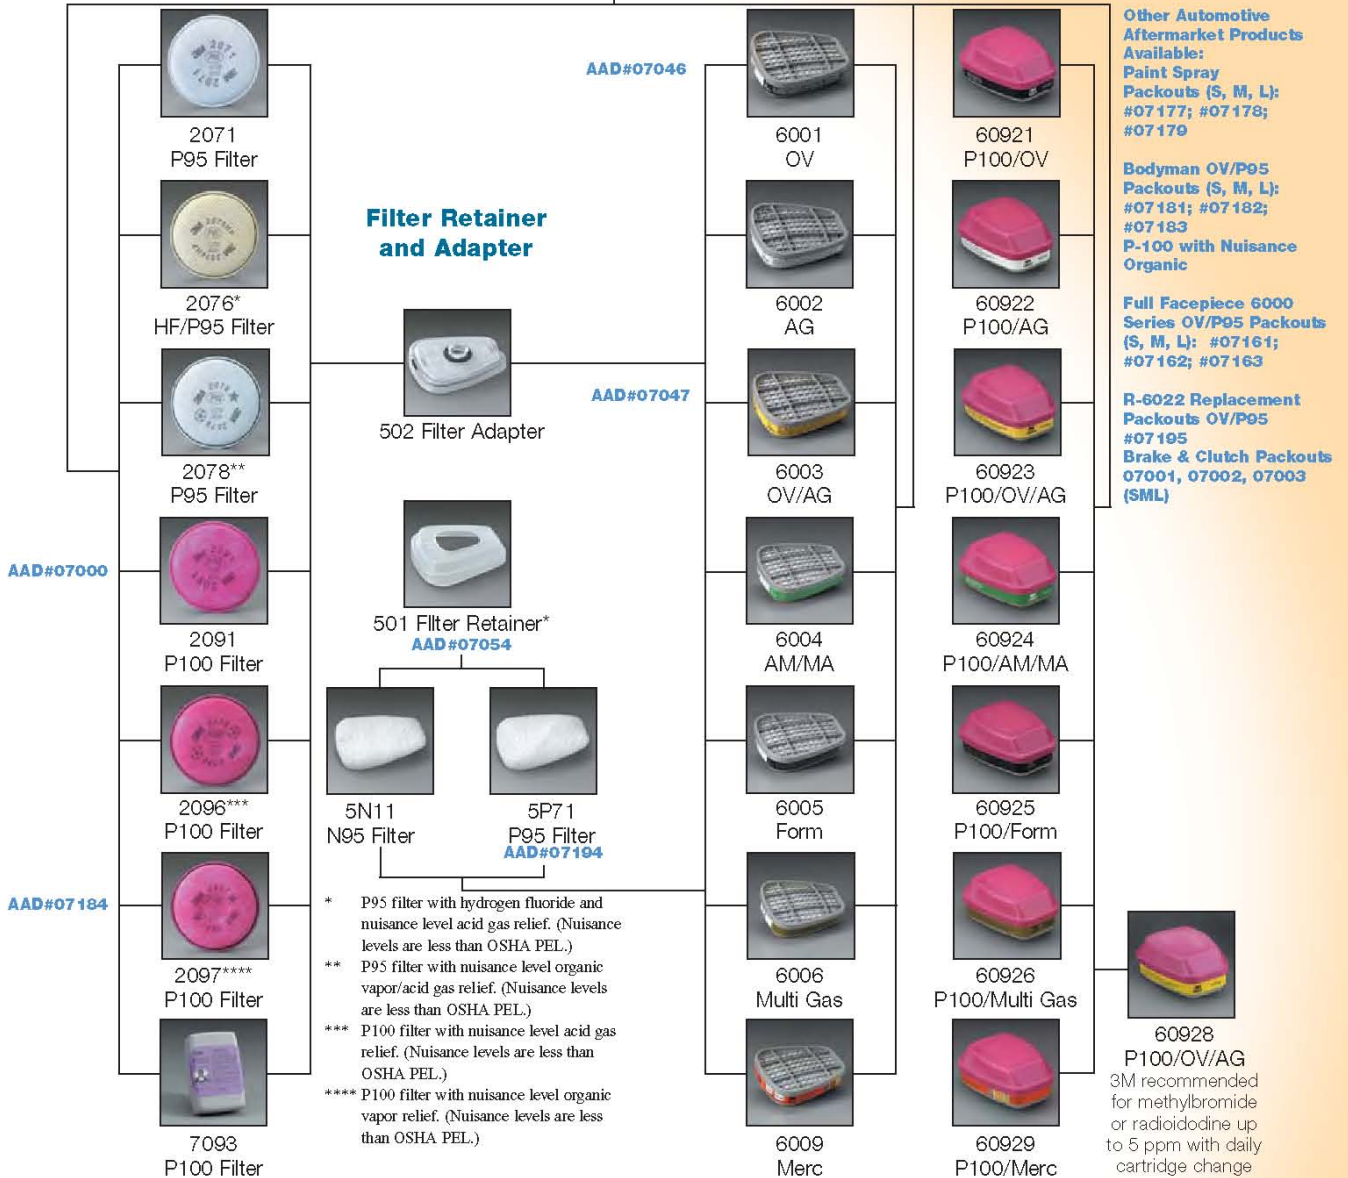 2071
P95 Filter
2076*
HF/P95 Filter
2078**
P95 Filter
AAD#07000
2091
P100 Filter
2096***
P100 Filter
AAD#07184
2097****
P100 Filter
7093
P100 Filter
Filter Retainer
and Adapter
502 Filter Adapter
501 Filter Retainer*
AAD#07054
5N11
N95 Filter
5P71
P95 Filter
AAD#07194
* P95 filter with hydrogen fluoride and
nuisance level acid gas relief. (Nuisance
levels are less than OSHA PEL.)
** P95 filter with nuisance level organic
vapor/acid gas relief. (Nuisance levels
are less than OSHA PEL.)
*** P100 filter with nuisance level acid gas
relief. (Nuisance levels are less than
OSHA PEL.)
**** P100 filter with nuisance level organic
vapor relief. (Nuisance levels are less
than OSHA PEL.)
AAD#07046
6001
OV
6002
AG
AAD#07047
6003
OV/AG
6004
AM/MA
6005
Form
6006
Multi Gas
6009
Merc
60921
P100/OV
60922
P100/AG
60923
P100/OV/AG
60924
P100/AM/MA
60925
P100/Form
60926
P100/Multi Gas
60929
P100/Merc
60928
P100/OV/AG
3M recommended
for methylbromide
or radioidodine up
to 5 ppm with daily
cartridge change
Other Automotive
Aftermarket Products
Available:
Paint Spray
Packouts (S, M, L):
#07177; #07178;
#07179
Bodyman OV/P95
Packouts (S, M, L):
#07181; #07182;
#07183
P-100 with Nuisance
Organic
Full Facepiece 6000
Series OV/P95 Packouts
(S, M, L): #07161;
#07162; #07163
R-6022 Replacement
Packouts OV/P95
#07195
Brake & Clutch Packouts
07001, 07002, 07003
(SML)